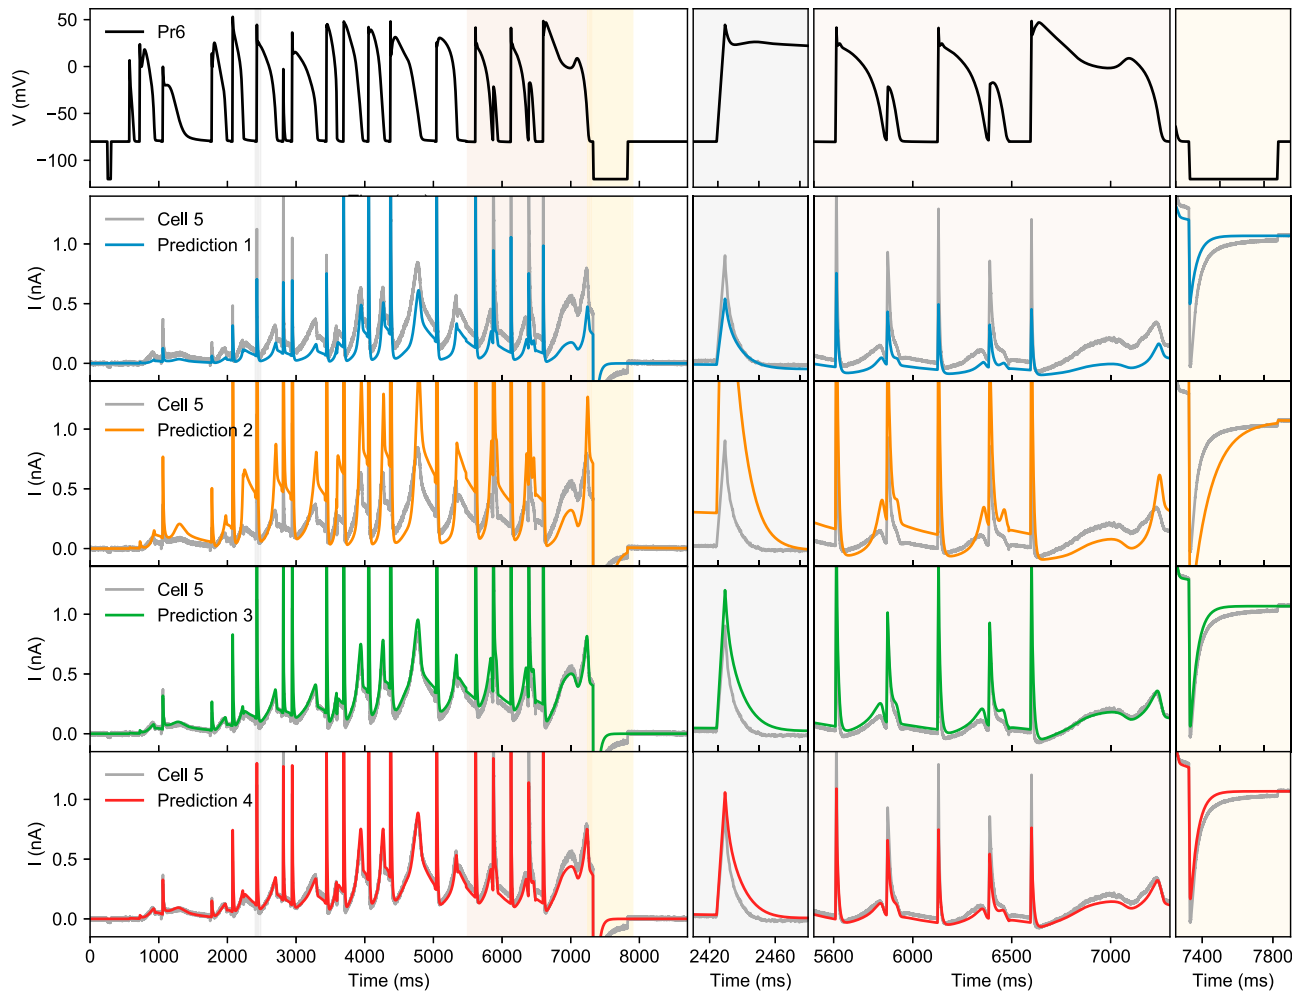 50
0
−50
−100
V (mV)
Pr6
1.0
0.5
0.0
I (nA)
Cell 5
Prediction 1
1.0
0.5
0.0
I (nA)
Cell 5
Prediction 2
1.0
0.5
0.0
I (nA)
Cell 5
Prediction 3
1.0
0.5
0.0
I (nA)
Cell 5
Prediction 4
0 1000 2000 3000 4000 5000 6000 7000 8000
2420 2460
5600 6000 6500 7000
7400 7800
Time (ms) Time (ms) Time (ms) Time (ms)